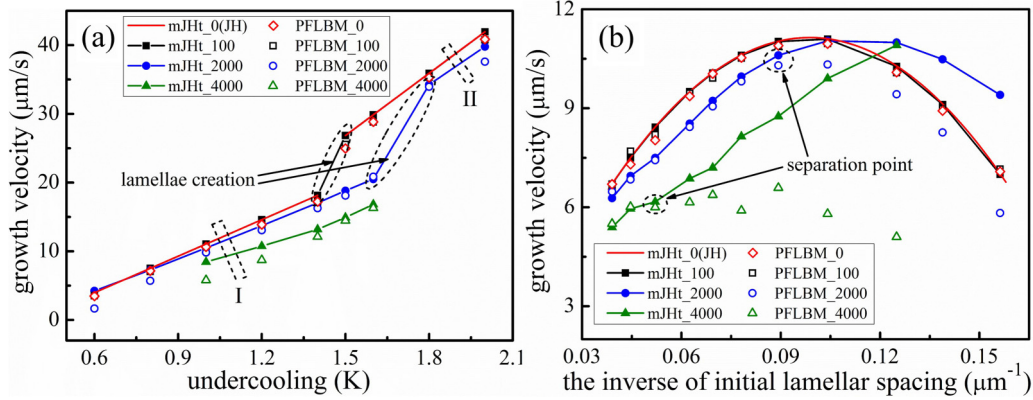 (a)
mJHt_0(JH) PFLBM_0
mJHt_100 PFLBM_100
mJHt_2000 PFLBM_2000
mJHt_4000 PFLBM_4000
growth velocity (μm/s)
40
30
20
10
0
lamellae creation
I
II
0.6 0.9 1.2 1.5 1.8 2.1
undercooling (K)
(b)
growth velocity (μm/s)
12
9
6
3
separation point
mJHt_0(JH) PFLBM_0
mJHt_100 PFLBM_100
mJHt_2000 PFLBM_2000
mJHt_4000 PFLBM_4000
0.03 0.06 0.09 0.12 0.15
the inverse of initial lamellar spacing (μm⁻¹)